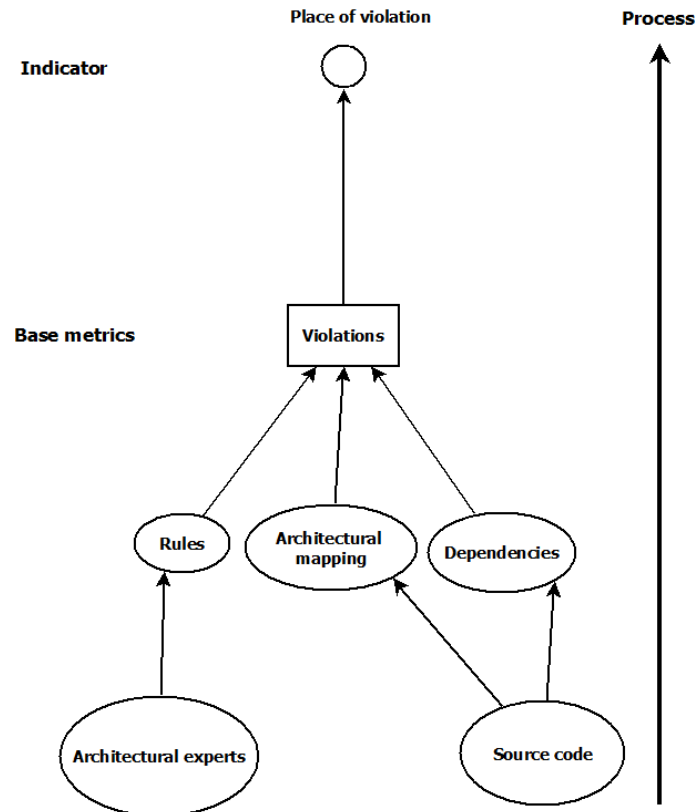 Place of violation
Process
Indicator
Base metrics
Violations
Rules
Architectural
mapping
Dependencies
Architectural experts
Source code